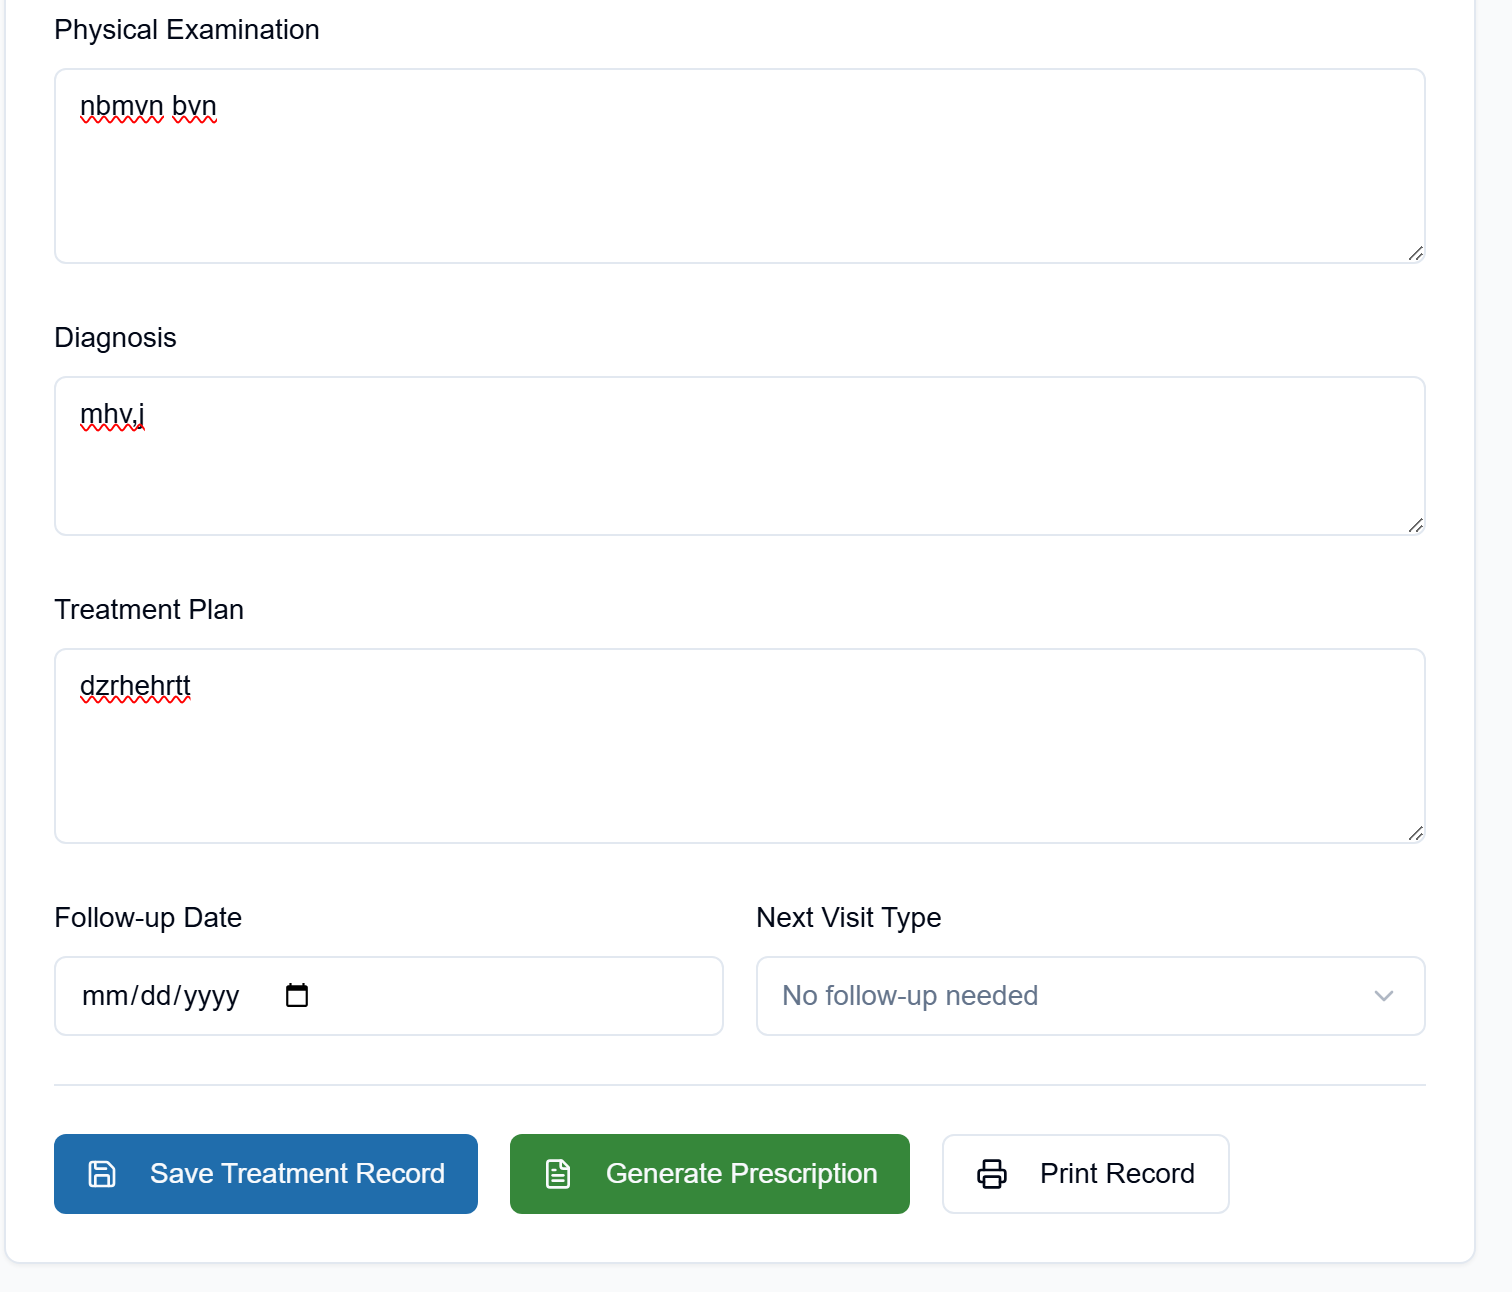 Physical Examination
nbmvn bvn
Diagnosis
mhv,j
Treatment Plan
dzrhehrtt
Follow-up Date
Next Visit Type
mm/dd/yyyy
No follow-up needed
Save Treatment Record
Generate Prescription
Print Record